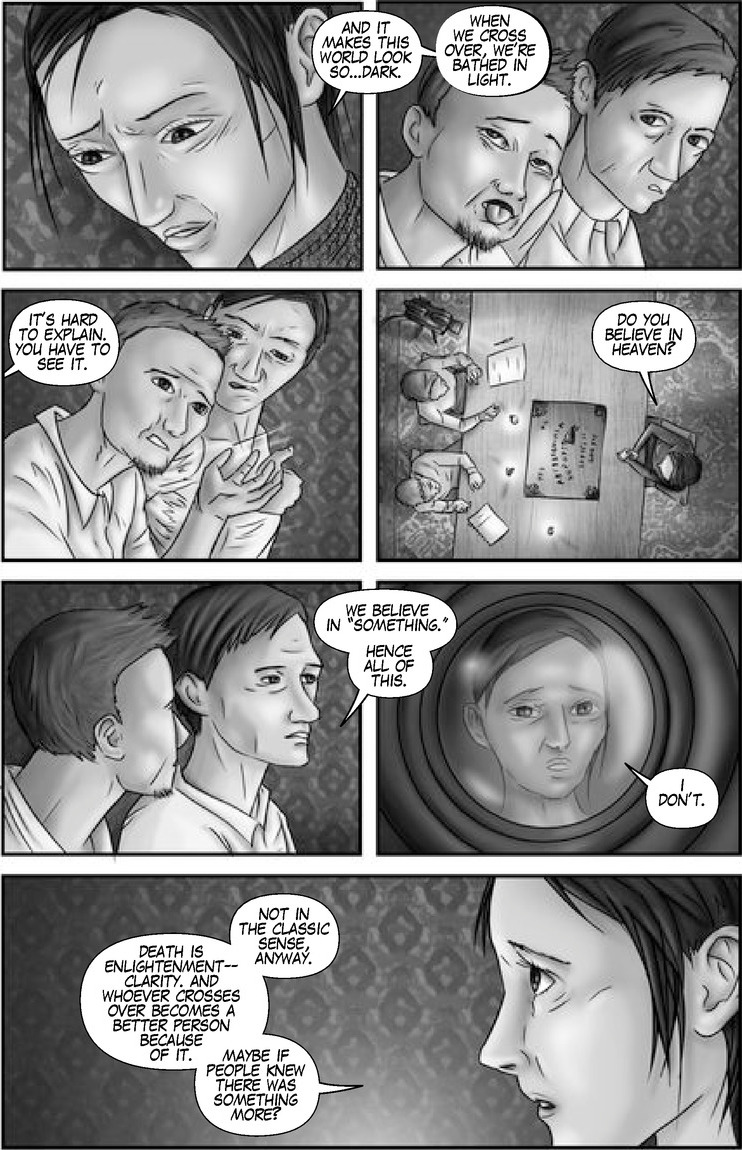 AND IT
MAKES THIS
WORLD LOOK
SO...DARK.
WHEN
WE CROSS
OVER, WE'RE
BATHED IN
LIGHT.
IT'S HARD
TO EXPLAIN.
YOU HAVE TO
SEE IT.
DO YOU
BELIEVE IN
HEAVEN?
WE BELIEVE
IN "SOMETHING."
HENCE
ALL OF
THIS.
I
DON'T.
NOT IN
THE CLASSIC
SENSE,
ANYWAY.
DEATH IS
ENLIGHTENMENT--
CLARITY. AND
WHOEVER CROSSES
OVER BECOMES A
BETTER PERSON
BECAUSE
OF IT.
MAYBE IF
PEOPLE KNEW
THERE WAS
SOMETHING
MORE?